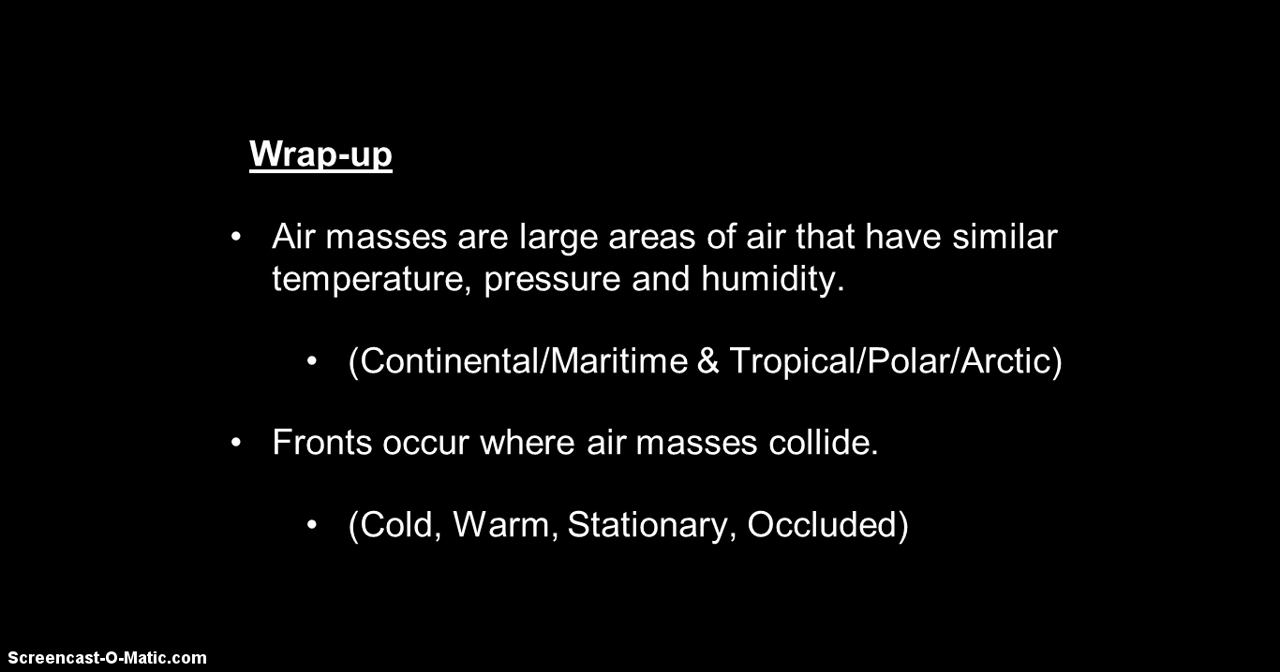 Wrap-up
• Air masses are large areas of air that have similar
temperature, pressure and humidity.
• (Continental/Maritime & Tropical/Polar/Arctic)
• Fronts occur where air masses collide.
• (Cold, Warm, Stationary, Occluded)
Screencast-O-Matic.com